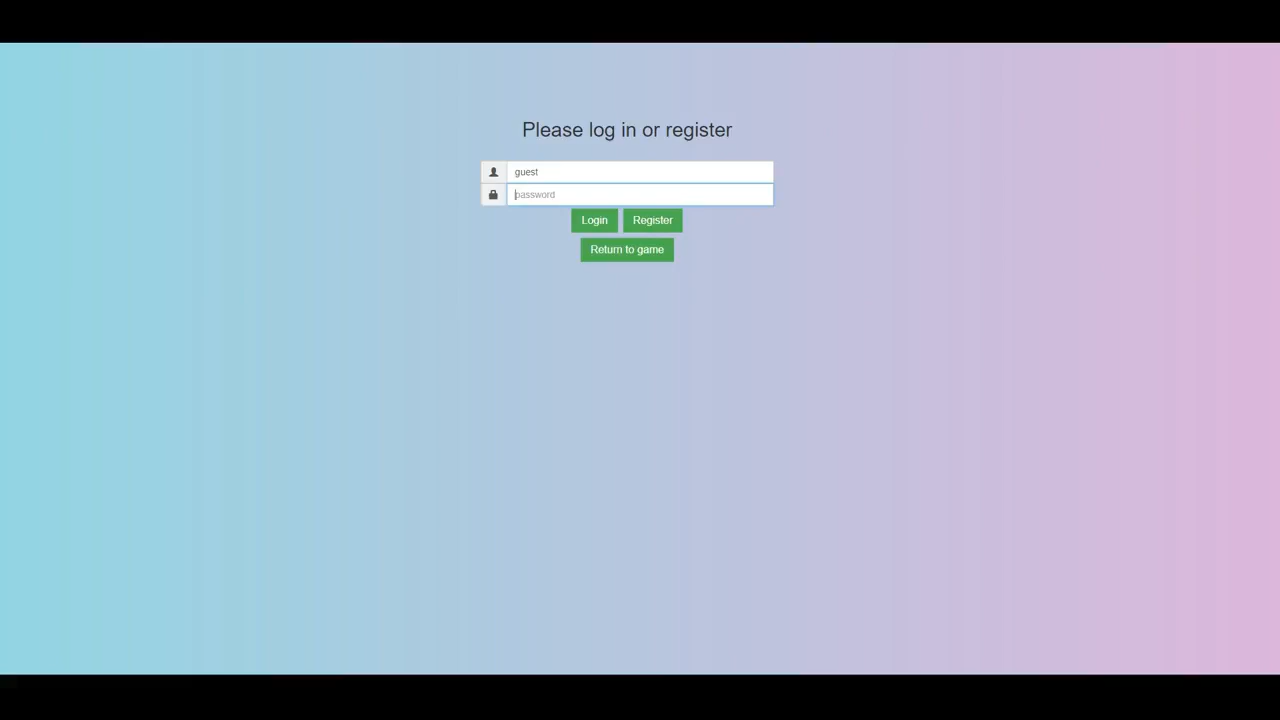 Please log in or register
guest
password
Login Register
Return to game